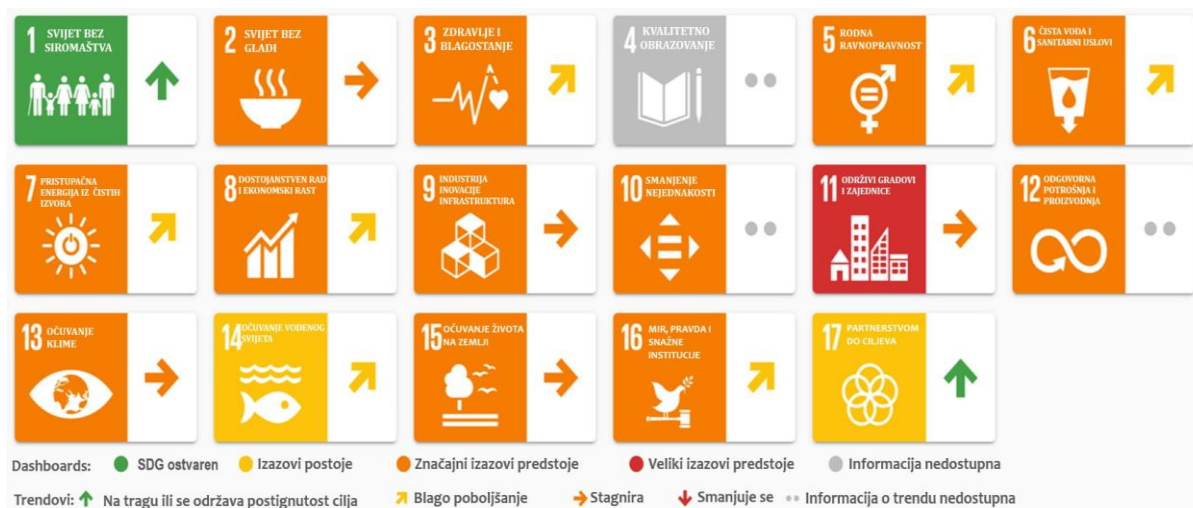 1 SVIJET BEZ
SIROMAŠTVA
2 SVIJET BEZ
GLADI
3 ZDRAVLJE I
BLAGOSTANJE
4 KVALITETNO
OBRAZOVANJE
5 RODNA
RAVNOPRAVNOST
6 ČISTA VODA I
SANITARNI USLOVI
7 PRISTUPAČNA
ENERGIJA IZ ČISTIH
IZVORA
8 DOSTOJANSTVEN RAD
I EKONOMSKI RAST
9 INDUSTRIJA
INOVACIJE
INFRASTRUKTURA
10 SMANJENJE
NEJEDNAKOSTI
11 ODRŽIVI GRADOVI
I ZAJEDNICE
12 ODGOVORNA
POTROŠNJA I
PROIZVODNJA
13 OČUVANJE
KLIME
14 OČUVANJE VODENOG
SVIJETA
15 OČUVANJE ŽIVOTA
NA ZEMLJI
16 MIR, PRAVDA I
SNAŽNE
INSTITUCIJE
17 PARTNERSTVOM
DO CILJEVA
Dashboards: SDG ostvaren Izazovi postoje Značajni izazovi predstoje Veliki izazovi predstoje Informacija nedostupna
Trendovi: Na tragu ili se održava postignutost cilja Blago poboljšanje Stagnira Smanjuje se Informacija o trendu nedostupna